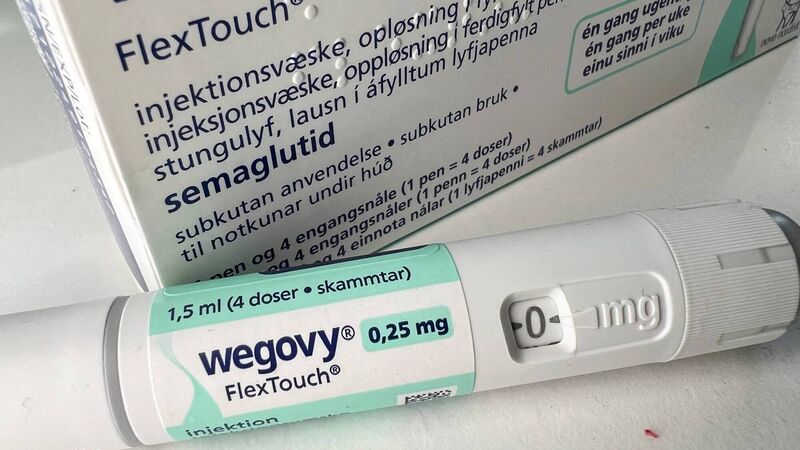 FlexTouch®
injektionsvæske, opløsning i
injeksjonsvæske, oppløsning i ferdigfylt
stungulyf, lausn í áfylltum lyfjapenna
semaglutid
subkutan anvendelse • subkutan bruk •
til notkunar undir húð
pen og 4 engangsnåle (1 pen = 4 doser)
og 4 engangsnåler (1 penn = 4 doser)
og 4 einnota nálar (1 lyfjapenni = 4 skammtar)
én gang
én gang per uke
einu sinni í viku
novo nordisk
1,5 ml (4 doser • skammtar)
wegovy® 0,25 mg
FlexTouch®
injektion
0 mg